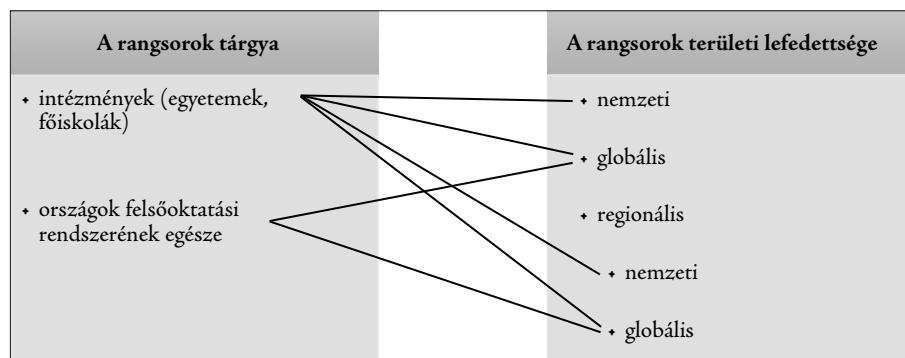 A rangsorok tárgya
A rangsorok területi lefedettsége
+ intézmények (egyetemek,
főiskolák)
+ országok felsőoktatási
rendszerének egésze
+ nemzeti
+ globális
+ regionális
+ nemzeti
+ globális